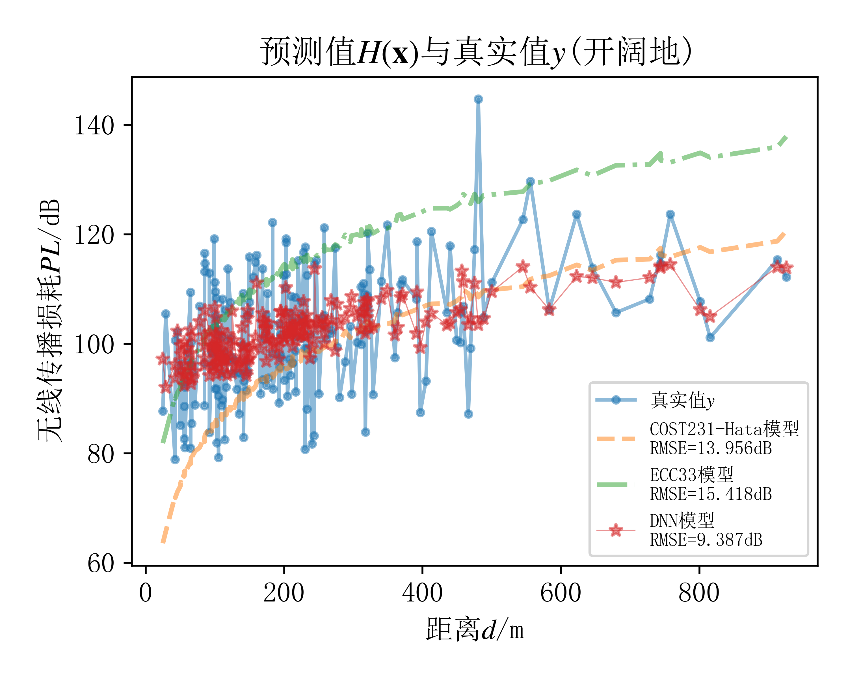 预测值H(x)与真实值y(开阔地)
140
120
100
80
60
无线传播损耗PL/dB
0
200
400
600
800
距离d/m
真实值y
COST231-Hata模型
RMSE=13.956dB
ECC33模型
RMSE=15.418dB
DNN模型
RMSE=9.387dB